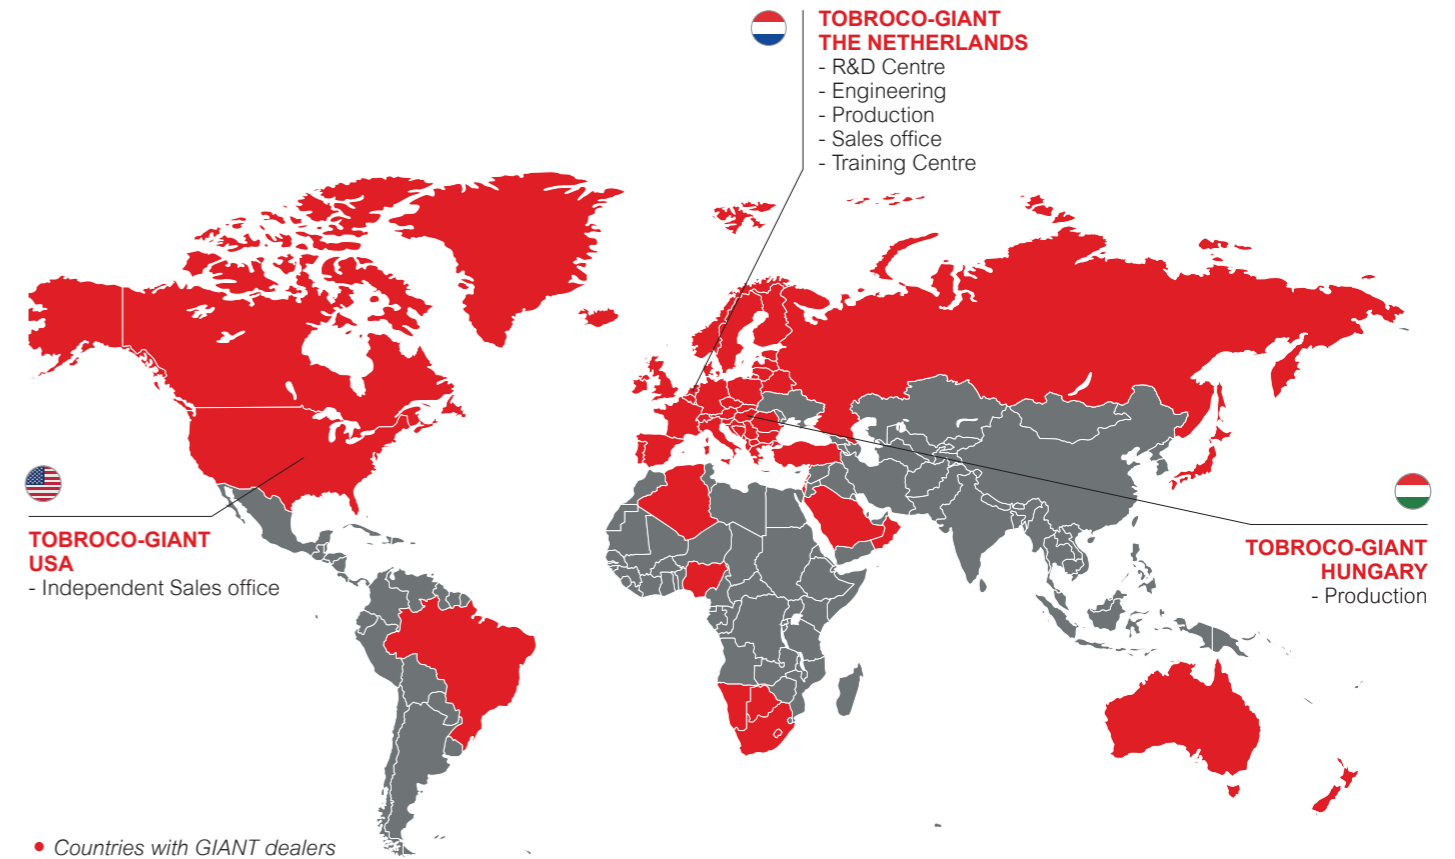 TOBROCO-GIANT
THE NETHERLANDS
- R&D Centre
- Engineering
- Production
- Sales office
- Training Centre
TOBROCO-GIANT
USA
- Independent Sales office
TOBROCO-GIANT
HUNGARY
- Production
• Countries with GIANT dealers